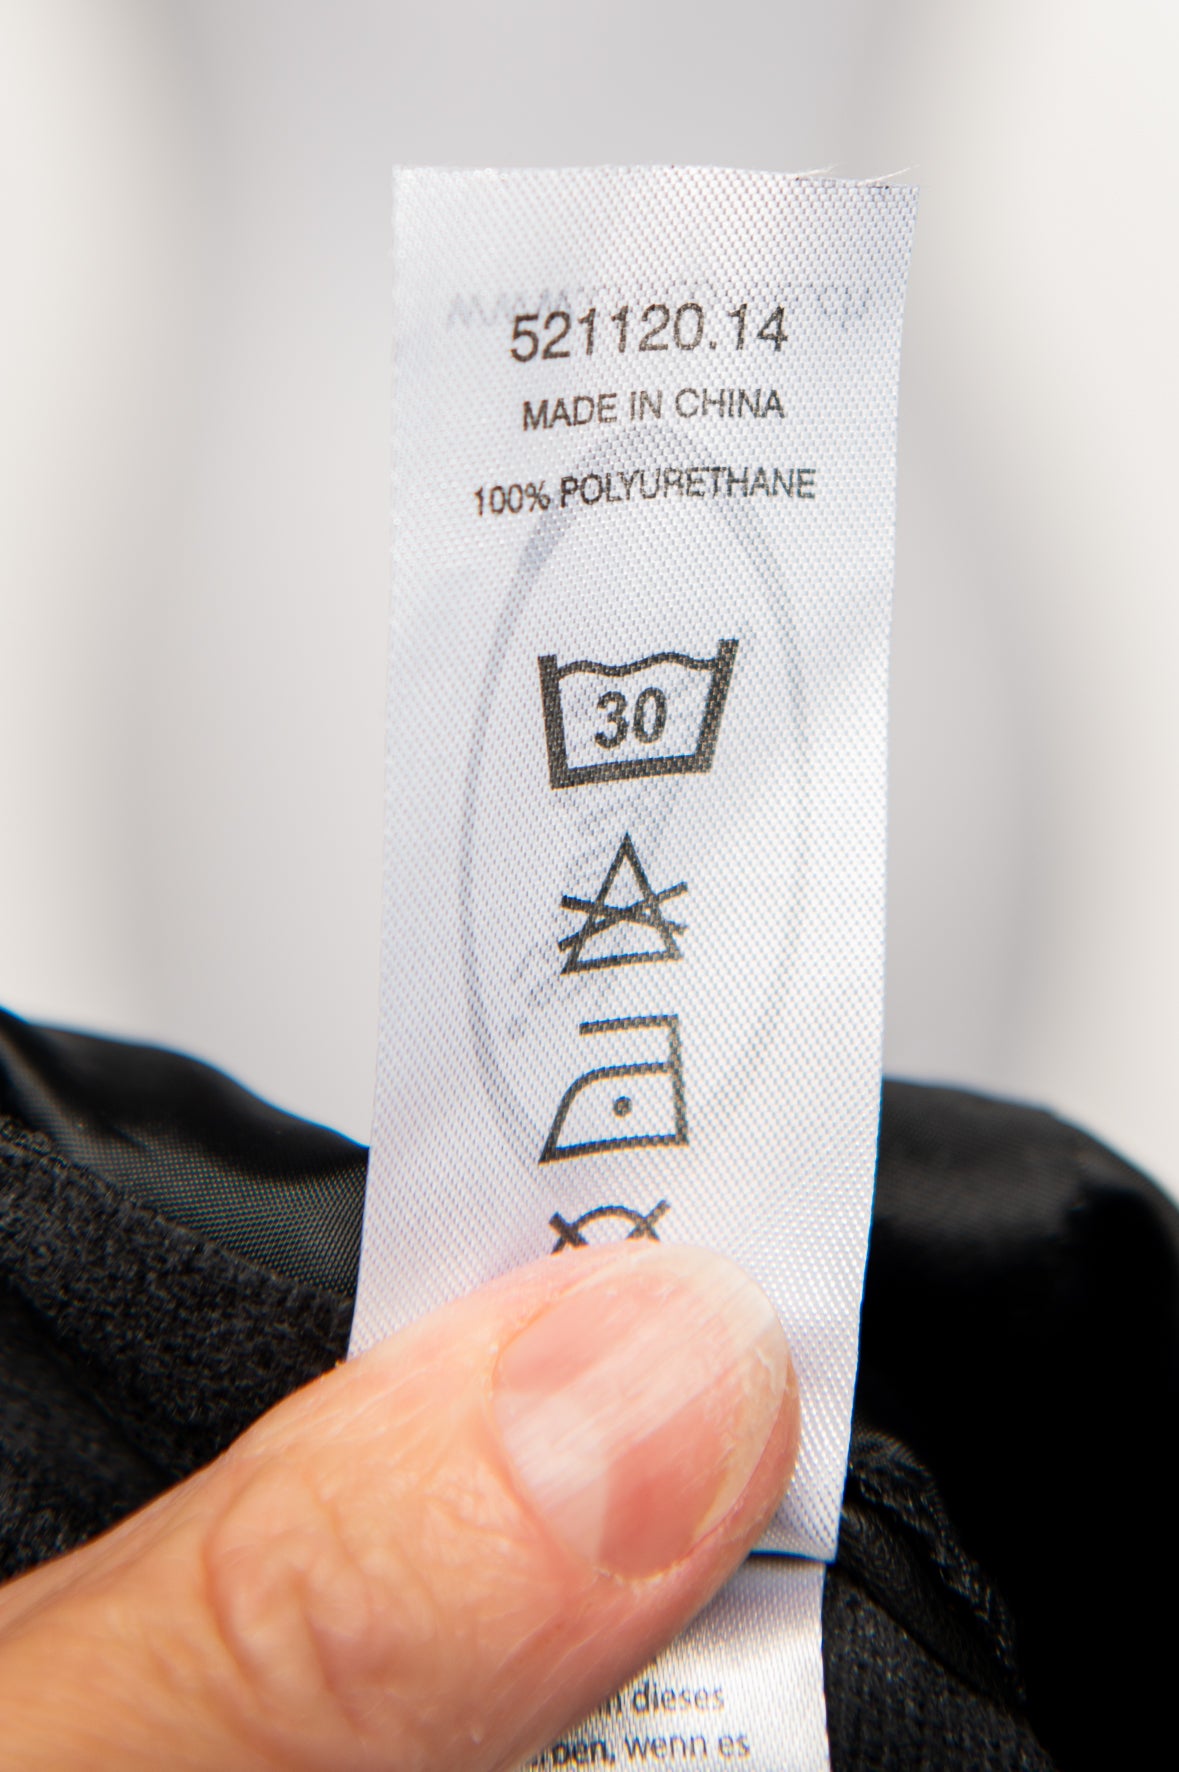 521120.14
MADE IN CHINA
100% POLYURETHANE
30
dieses
wenn es